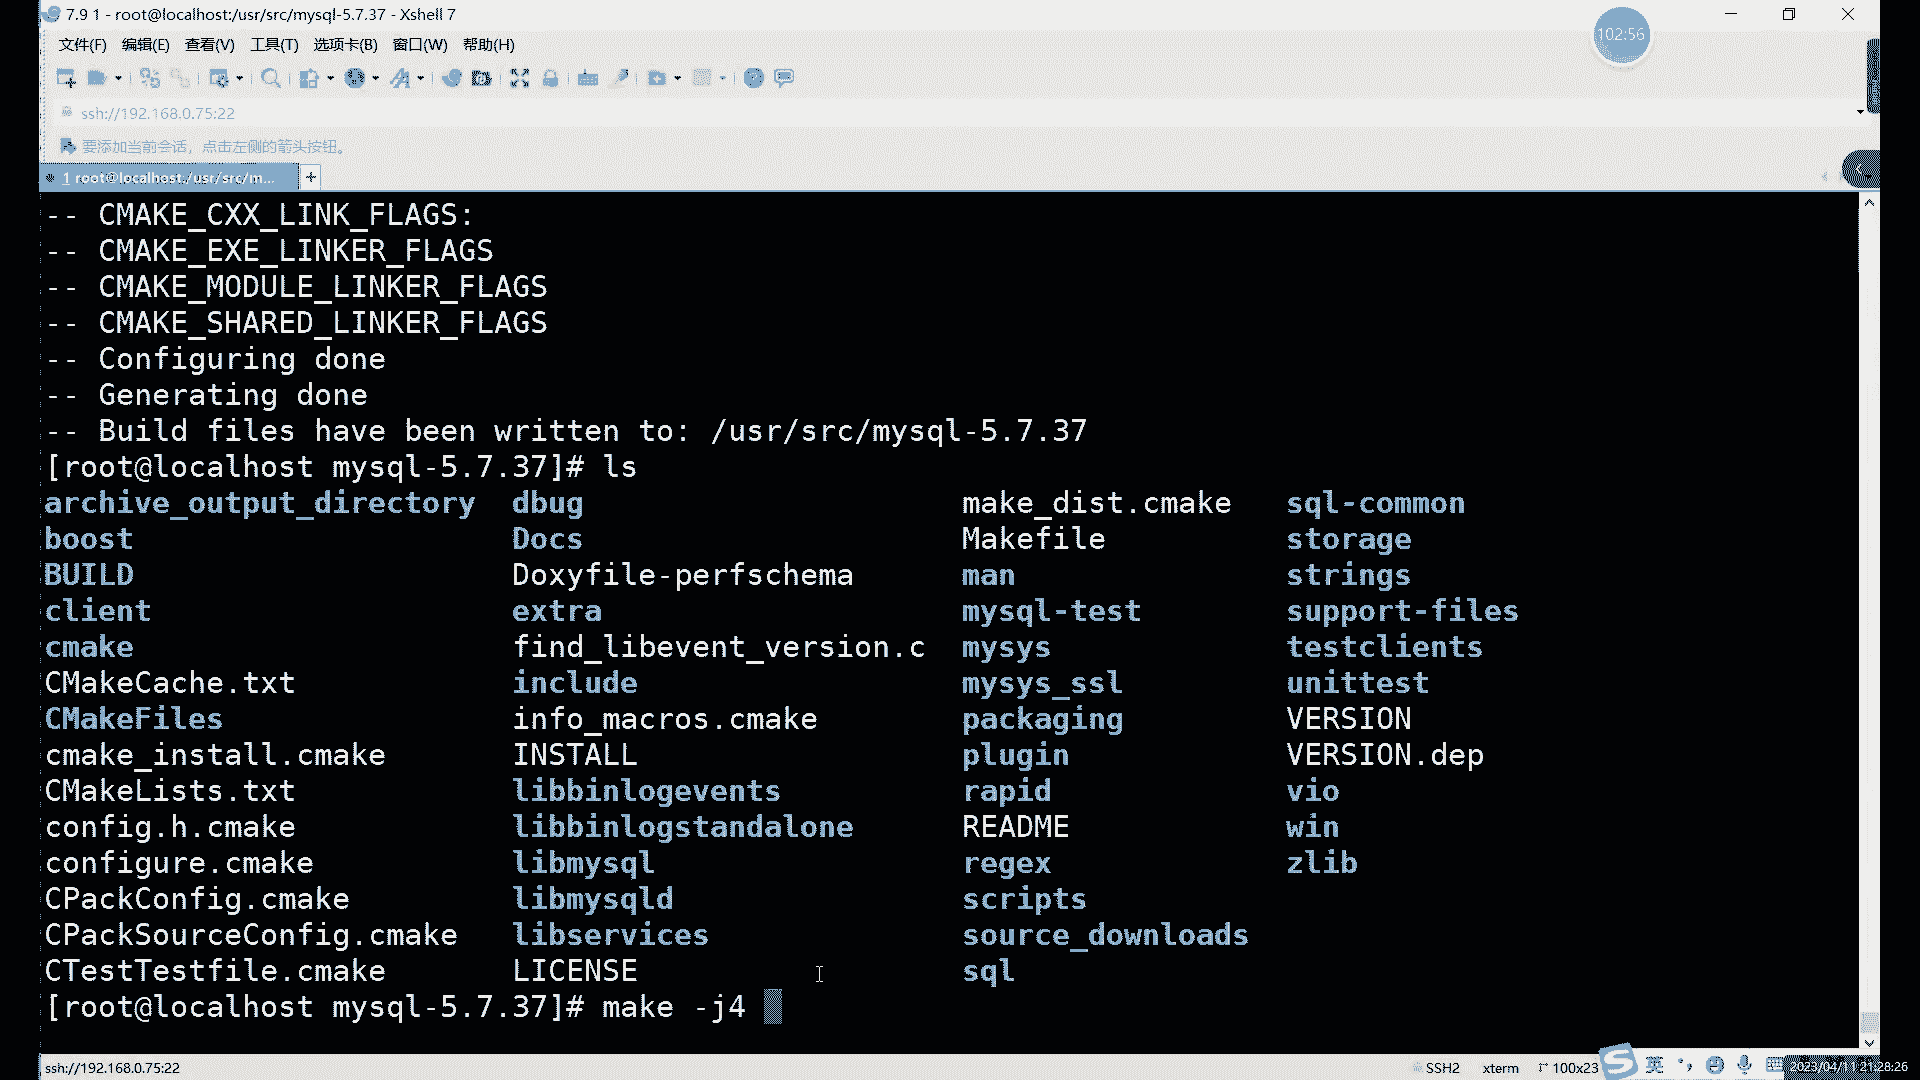 7.9 1 - root@localhost:/usr/src/mysql-5.7.37 - Xshell 7
102:56
文件(F) 编辑(E) 查看(V) 工具(T) 选项卡(B) 窗口(W) 帮助(H)
ssh://192.168.0.75:22
要添加当前会话，点击左侧的箭头按钮。
1 root@localhost:/usr/src/m... +
-- CMAKE_CXX_LINK_FLAGS:
-- CMAKE_EXE_LINKER_FLAGS
-- CMAKE_MODULE_LINKER_FLAGS
-- CMAKE_SHARED_LINKER_FLAGS
-- Configuring done
-- Generating done
-- Build files have been written to: /usr/src/mysql-5.7.37
[root@localhost mysql-5.7.37]# ls
archive_output_directory dbug make_dist.cmake sql-common
boost Docs Makefile storage
BUILD Doxyfile-perfschema man strings
client extra mysql-test support-files
cmake find_libevent_version.c mysys testclients
CMakeCache.txt include mysys_ssl unittest
CMakeFiles info_macros.cmake packaging VERSION
cmake_install.cmake INSTALL plugin VERSION.dep
CMakeLists.txt libbinlogevents rapid vio
config.h.cmake libbinlogstandalone README win
configure.cmake libmysql regex zlib
CPackConfig.cmake libmysqld scripts
CPackSourceConfig.cmake libservices source_downloads
CTestTestfile.cmake LICENSE sql
[root@localhost mysql-5.7.37]# make -j4
ssh://192.168.0.75:22 SSH2 xterm 100x23 英 2023/04/11 21:28:26